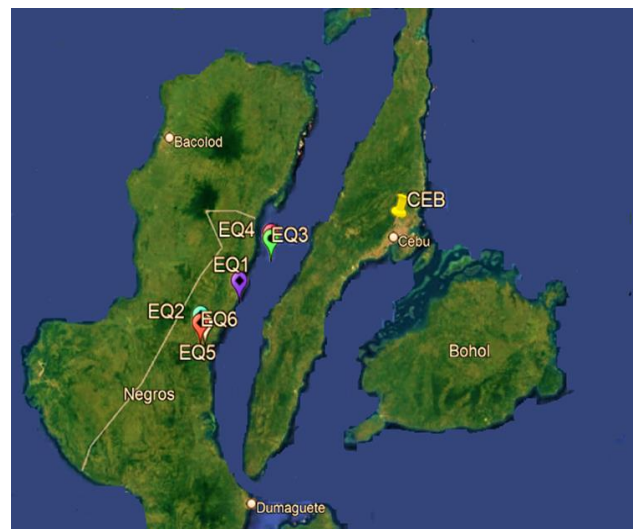 Bacolod
CEB
EQ4
EQ3
Cebu
EQ1
EQ2
EQ6
EQ5
Bohol
Negros
Dumaguete